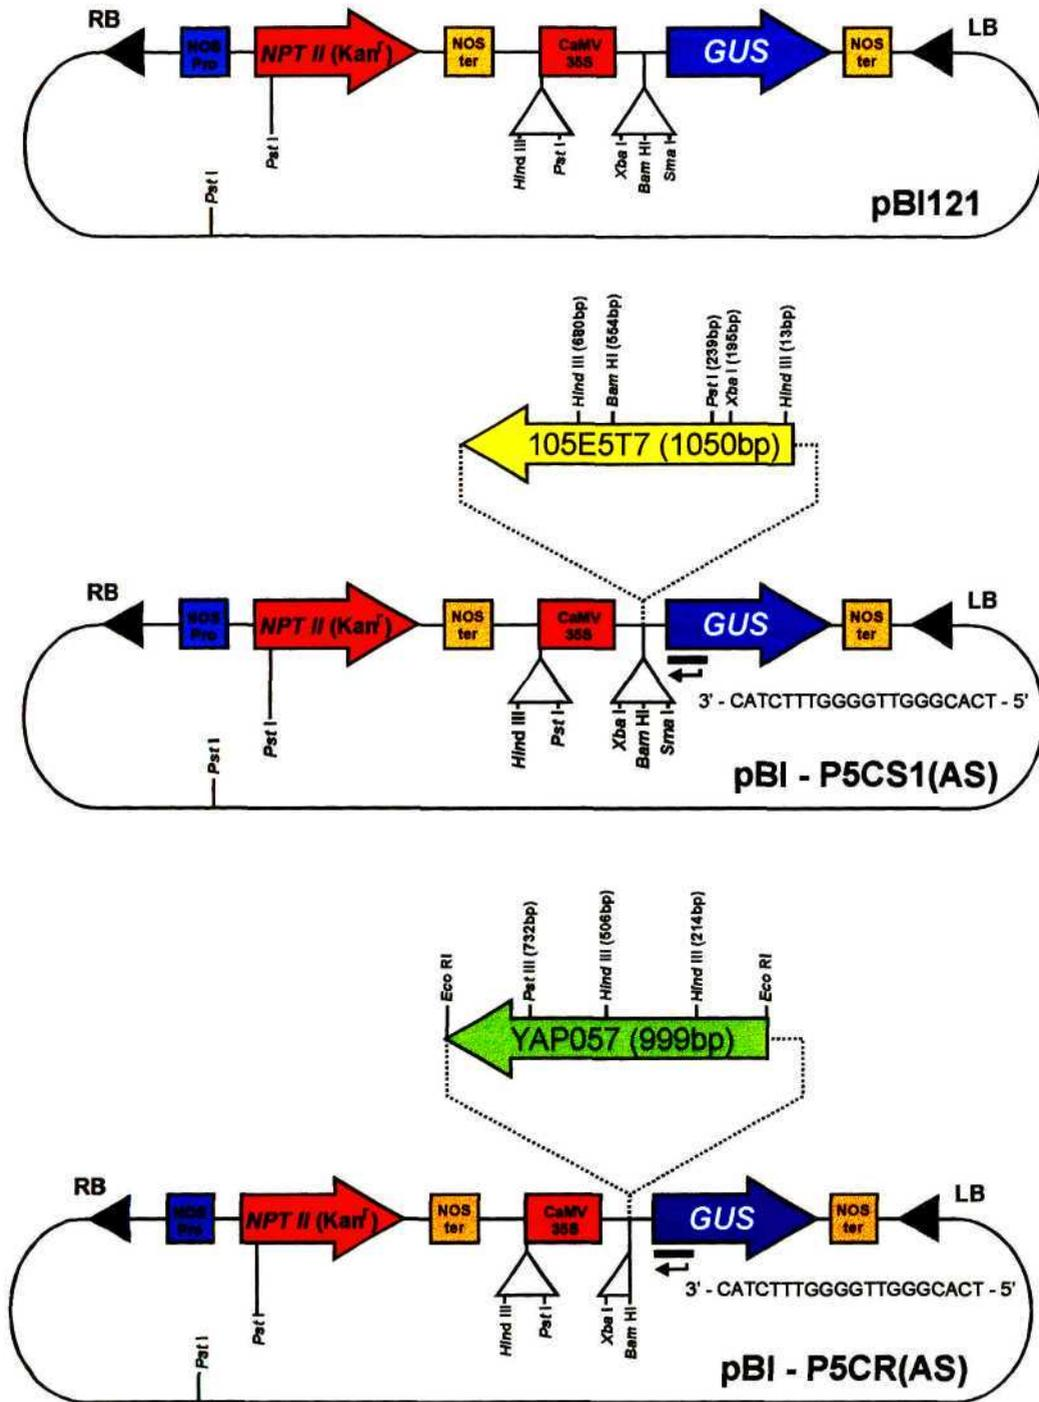 RB
LB
NOS Pro
NPT II (Kanʳ)
NOS ter
CaMV 35S
GUS
NOS ter
Pst I
Pst I
Hind III
Pst I
Xba I
Bam HI
Sma I
pBI121
Hind III (680bp)
Bam HI (554bp)
Pst I (239bp)
Xba I (195bp)
Hind III (13bp)
105E5T7 (1050bp)
RB
LB
NOS Pro
NPT II (Kanʳ)
NOS ter
CaMV 35S
GUS
NOS ter
Pst I
Pst I
Hind III
Pst I
Xba I
Bam HI
Sma I
3' - CATCTTTGGGGTTGGGCACT - 5'
pBI - P5CS1(AS)
Eco RI
Pst III (732bp)
Hind III (506bp)
Hind III (214bp)
Eco RI
YAP057 (999bp)
RB
LB
NOS Pro
NPT II (Kanʳ)
NOS ter
CaMV 35S
GUS
NOS ter
Pst I
Pst I
Hind III
Pst I
Xba I
Bam HI
3' - CATCTTTGGGGTTGGGCACT - 5'
pBI - P5CR(AS)